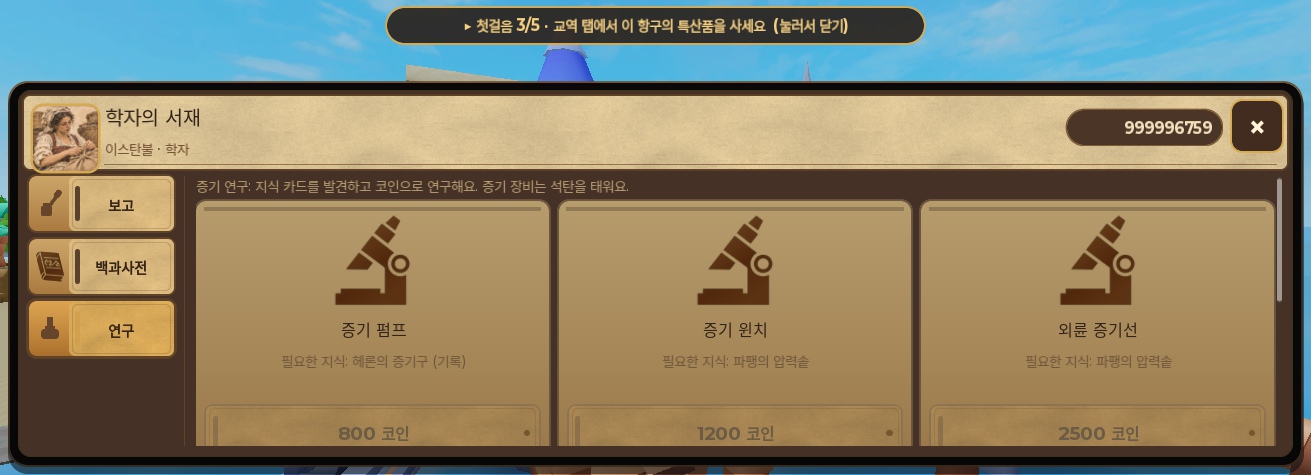 ▸ 첫걸음 3/5 · 교역 탭에서 이 항구의 특산품을 사세요 (눌러서 닫기)
학자의 서재
이스탄불 · 학자
999996759
×
보고
백과사전
연구
증기 연구: 지식 카드를 발견하고 코인으로 연구해요. 증기 장비는 석탄을 태워요.
증기 펌프
필요한 지식: 헤론의 증기구 (기록)
800 코인
증기 윈치
필요한 지식: 파팽의 압력솥
1200 코인
외륜 증기선
필요한 지식: 파팽의 압력솥
2500 코인